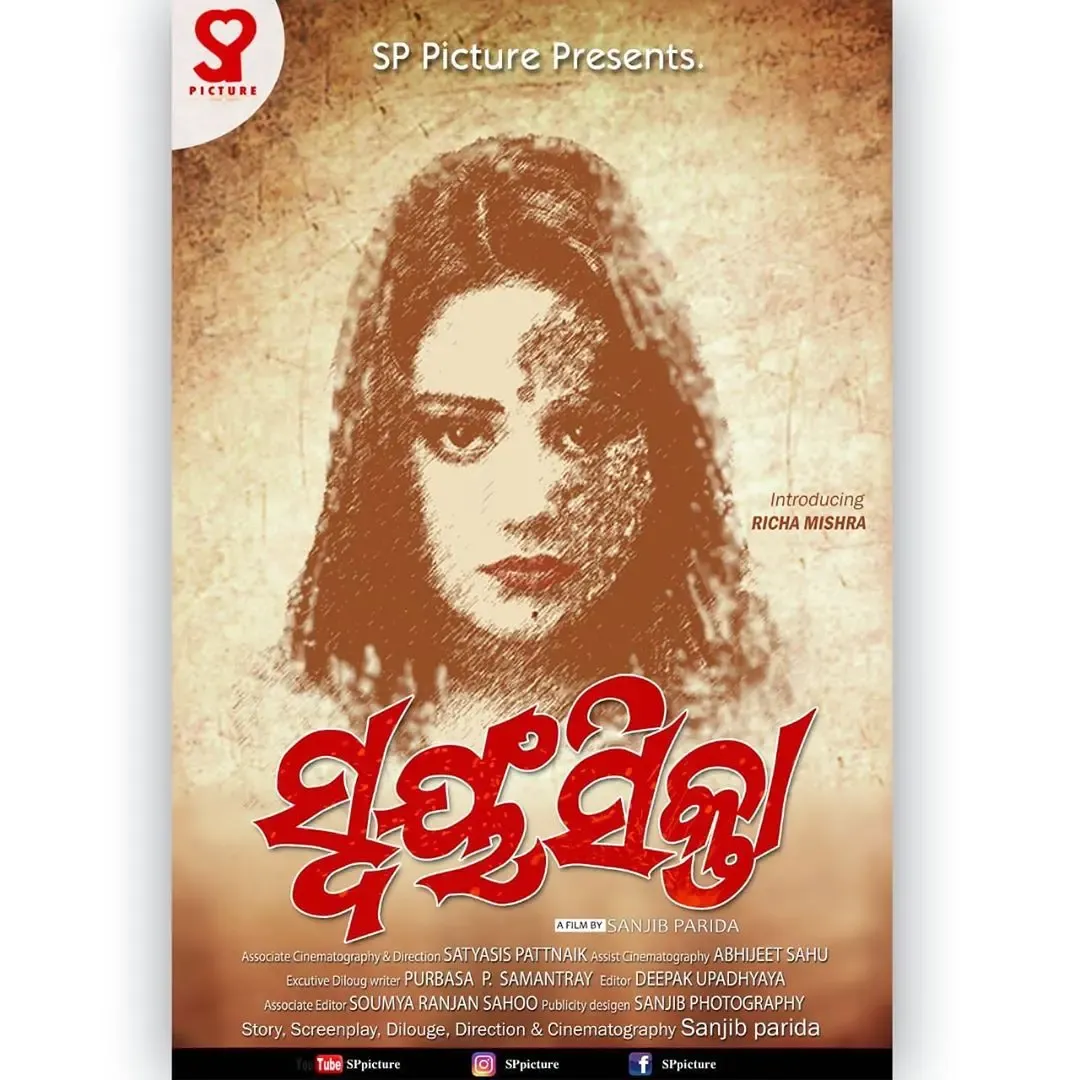 SP
PICTURE
SP Picture Presents.
Introducing
RICHA MISHRA
ସ୍ୱୟଂସିକ୍ତା
A FILM BY SANJIB PARIDA
Associate Cinematography & Direction SATYASIS PATTNAIK Assist Cinematography ABHIJEET SAHU
Excutive Diloug writer PURBASA P. SAMANTRAY Editor DEEPAK UPADHYAYA
Associate Editor SOUMYA RANJAN SAHOO Publicity desigen SANJIB PHOTOGRAPHY
Story, Screenplay, Dilouge, Direction & Cinematography Sanjib parida
YouTube SPpicture SPpicture f SPpicture